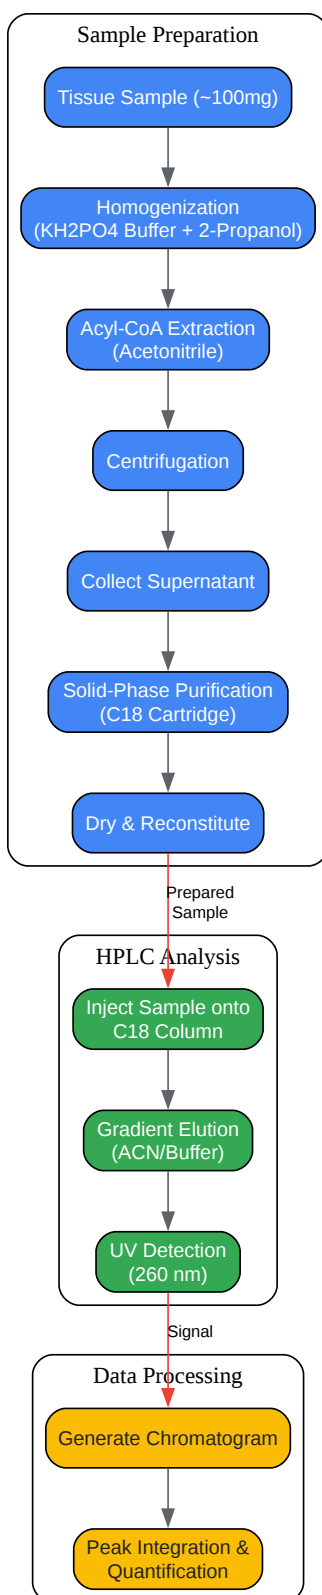 Sample Preparation
Tissue Sample (~100mg)
Homogenization
(KH2PO4 Buffer + 2-Propanol)
Acyl-CoA Extraction
(Acetonitrile)
Centrifugation
Collect Supernatant
Solid-Phase Purification
(C18 Cartridge)
Dry & Reconstitute
Prepared
Sample
HPLC Analysis
Inject Sample onto
C18 Column
Gradient Elution
(ACN/Buffer)
UV Detection
(260 nm)
Signal
Data Processing
Generate Chromatogram
Peak Integration &
Quantification